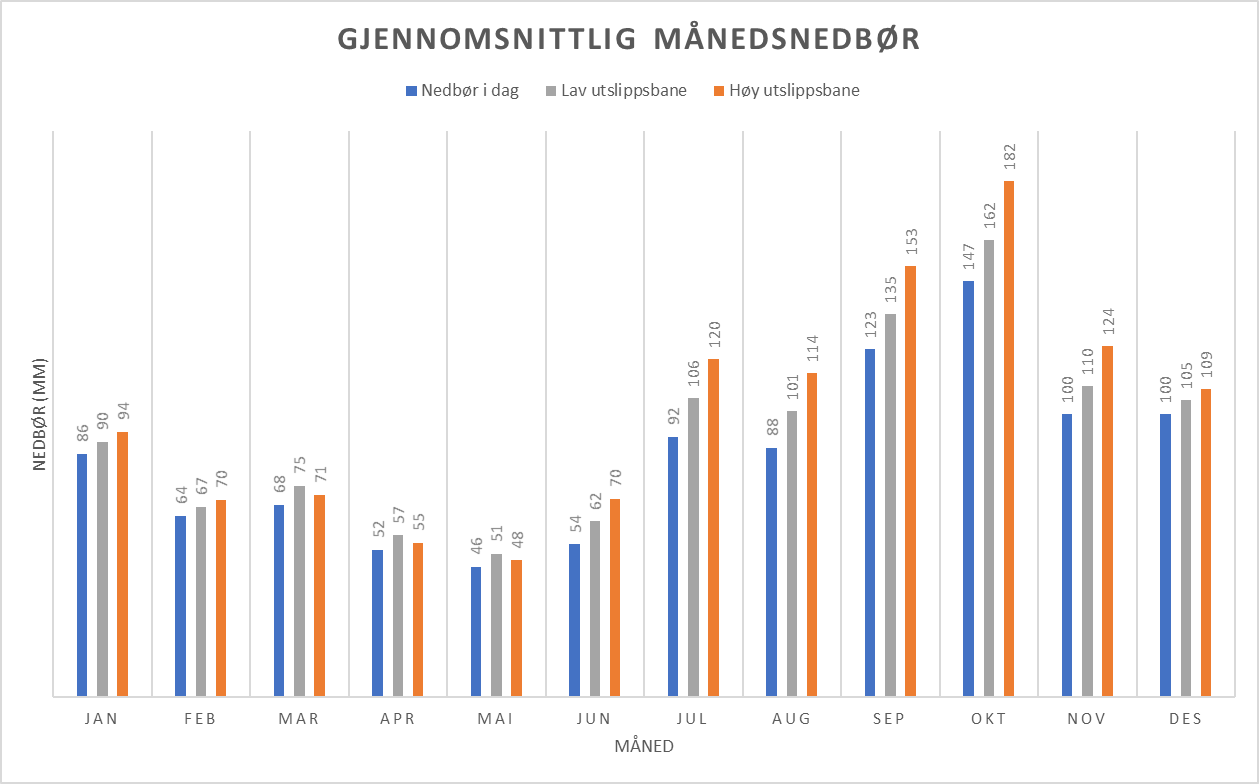 GJENNOMSNITTLIG MÅNEDSNEDBØR
Nedbør i dag Lav utslippsbane Høy utslippsbane
NEDBØR (MM)
86 90 94
64 67 70
68 75 71
52 57 55
46 51 48
54 62 70
92 106 120
88 101 114
123 135 153
147 162 182
100 110 124
100 105 109
JAN FEB MAR APR MAI JUN JUL AUG SEP OKT NOV DES
MÅNED